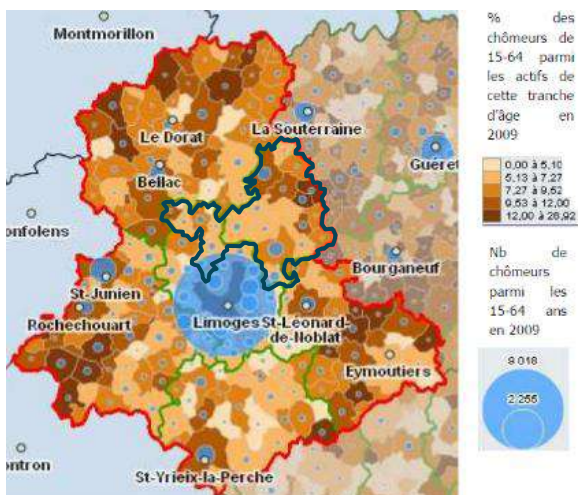 Montmorillon
Le Dorat
La Souterraine
Guéret
Bellac
onfolens
Bourganeuf
St-Junien
Rochechouart
Limoges
St-Léonard-
de-Noblat
Eymoutiers
ontron
St-Yrieix-la-Perche
% des
chômeurs de
15-64 parmi
les actifs de
cette tranche
d'âge en
2009
0,00 à 5,10
5,13 à 7,27
7,27 à 9,52
9,53 à 12,00
12,00 à 28,92
Nb de
chômeurs
parmi les
15-64 ans
en 2009
9 018
2 255